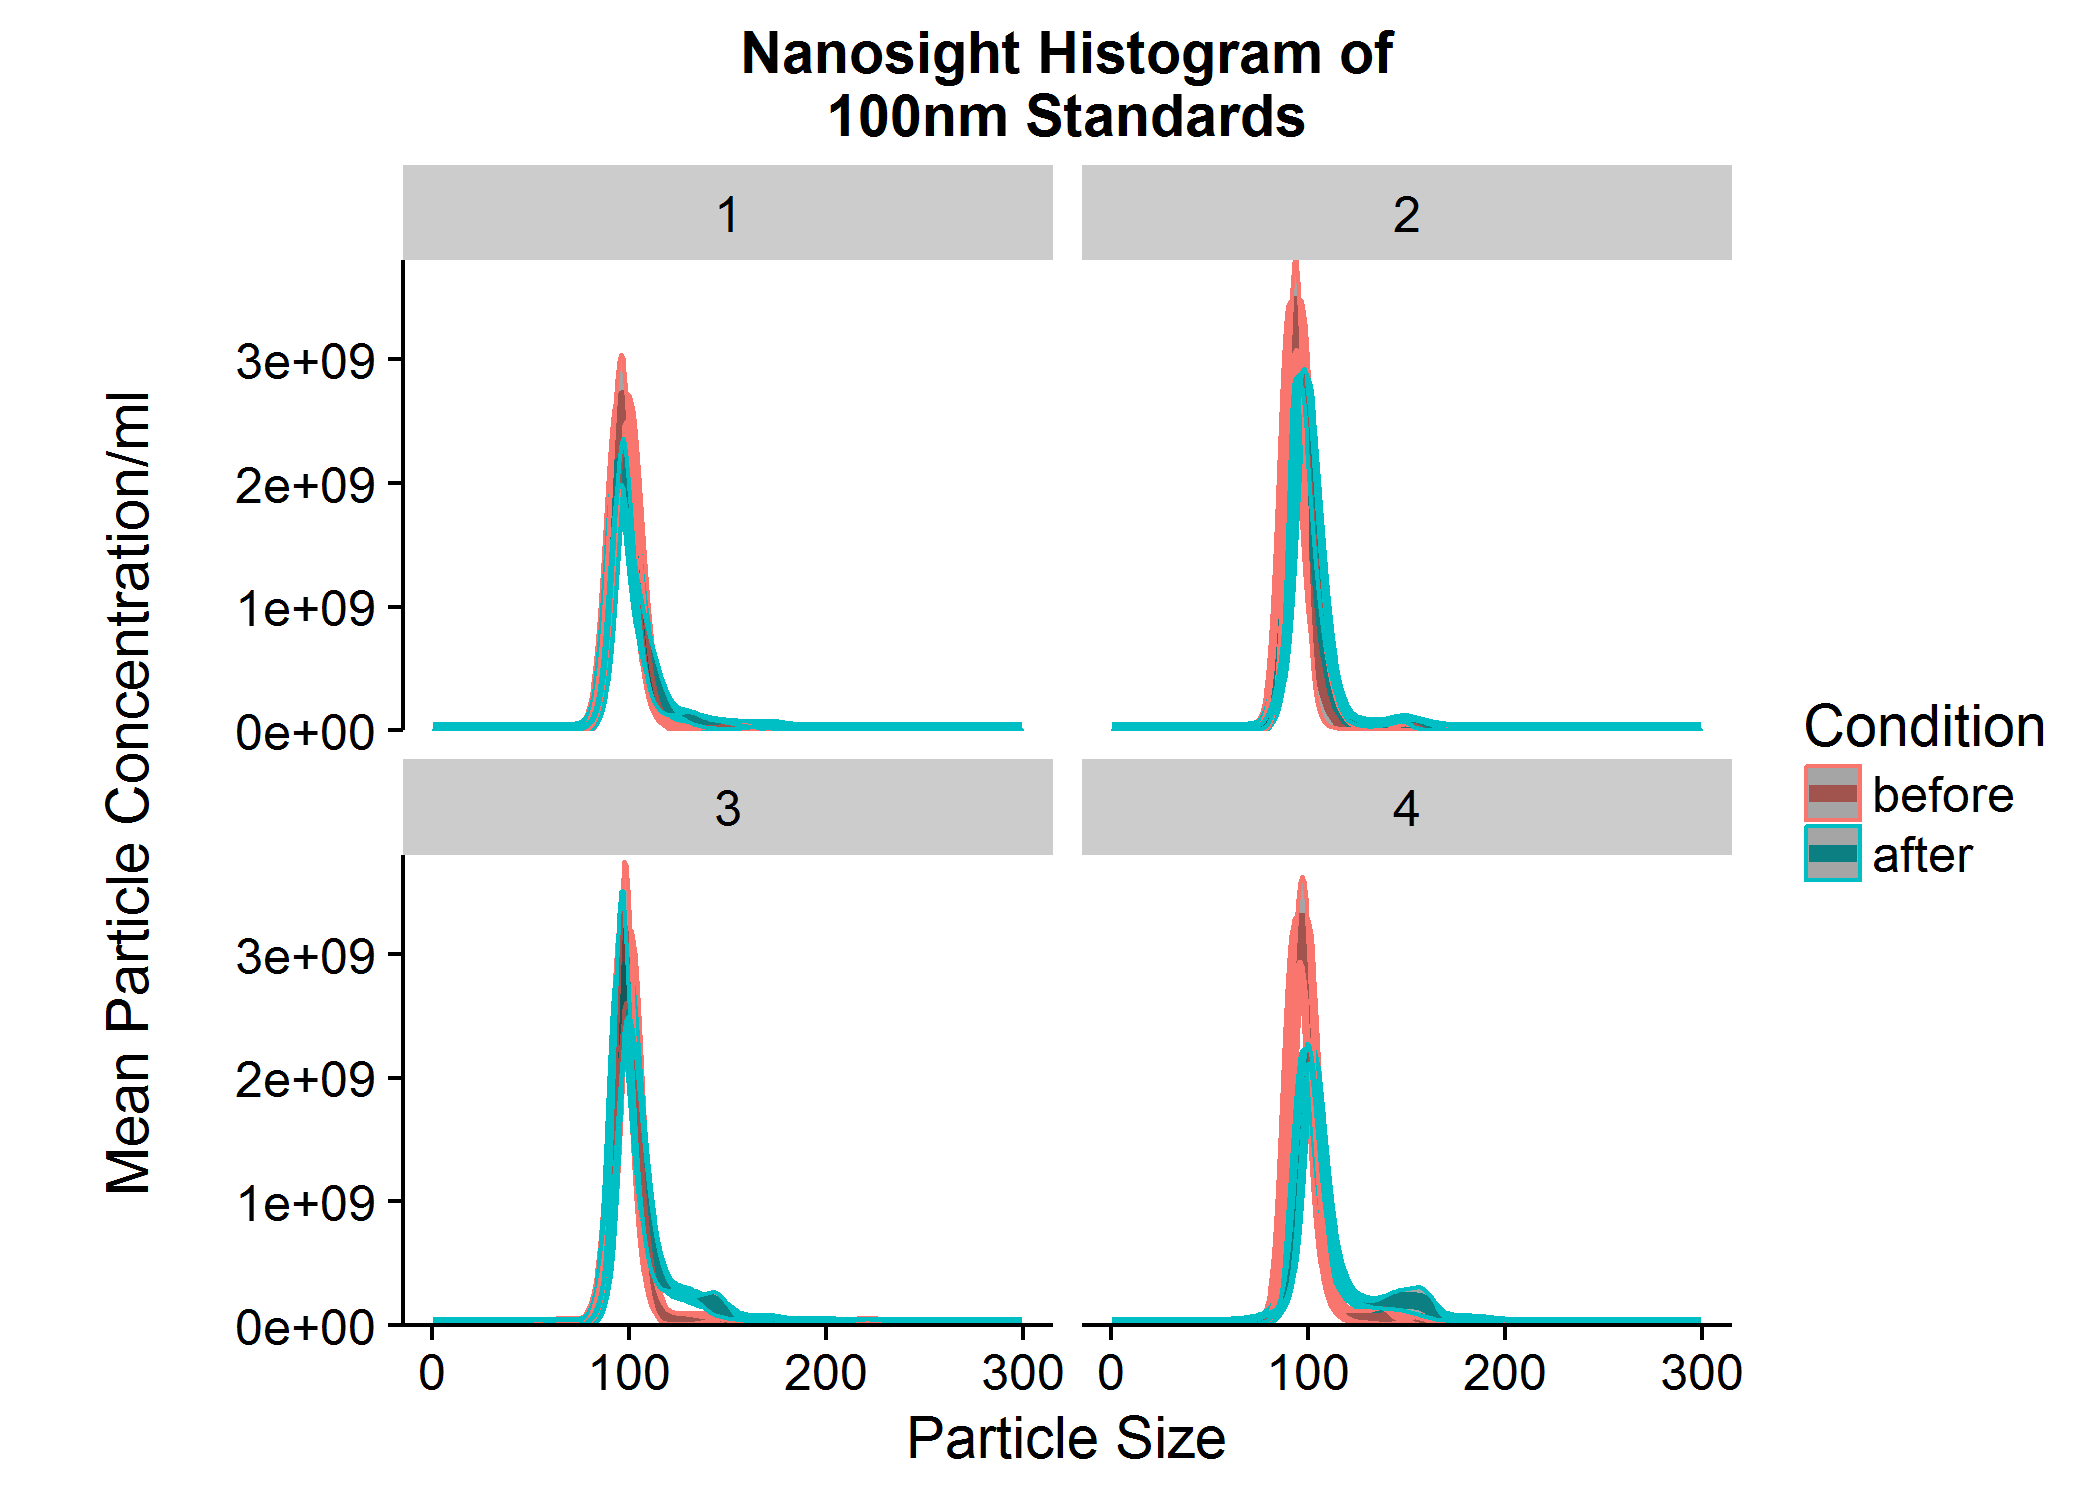 Nanosight Histogram of
100nm Standards
1
2
3e+09
2e+09
1e+09
0e+00
3
4
3e+09
2e+09
1e+09
0e+00
0
100
200
300
0
100
200
300
Particle Size
Mean Particle Concentration/ml
Condition
before
after